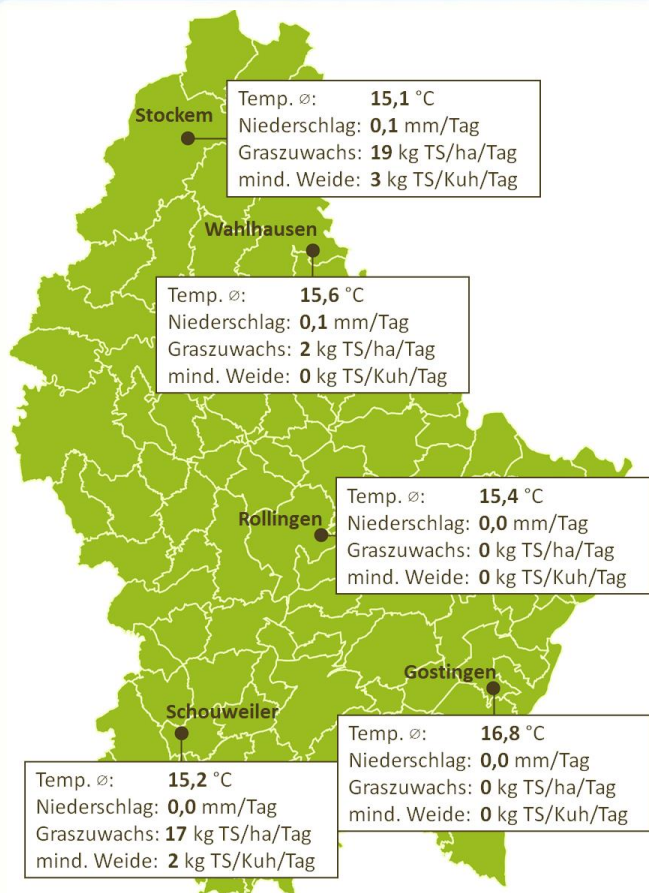 Stockem
Temp. ⌀: 15,1 °C
Niederschlag: 0,1 mm/Tag
Graszuwachs: 19 kg TS/ha/Tag
mind. Weide: 3 kg TS/Kuh/Tag
Wahlhausen
Temp. ⌀: 15,6 °C
Niederschlag: 0,1 mm/Tag
Graszuwachs: 2 kg TS/ha/Tag
mind. Weide: 0 kg TS/Kuh/Tag
Rollingen
Temp. ⌀: 15,4 °C
Niederschlag: 0,0 mm/Tag
Graszuwachs: 0 kg TS/ha/Tag
mind. Weide: 0 kg TS/Kuh/Tag
Gostingen
Temp. ⌀: 16,8 °C
Niederschlag: 0,0 mm/Tag
Graszuwachs: 0 kg TS/ha/Tag
mind. Weide: 0 kg TS/Kuh/Tag
Schouweiler
Temp. ⌀: 15,2 °C
Niederschlag: 0,0 mm/Tag
Graszuwachs: 17 kg TS/ha/Tag
mind. Weide: 2 kg TS/Kuh/Tag